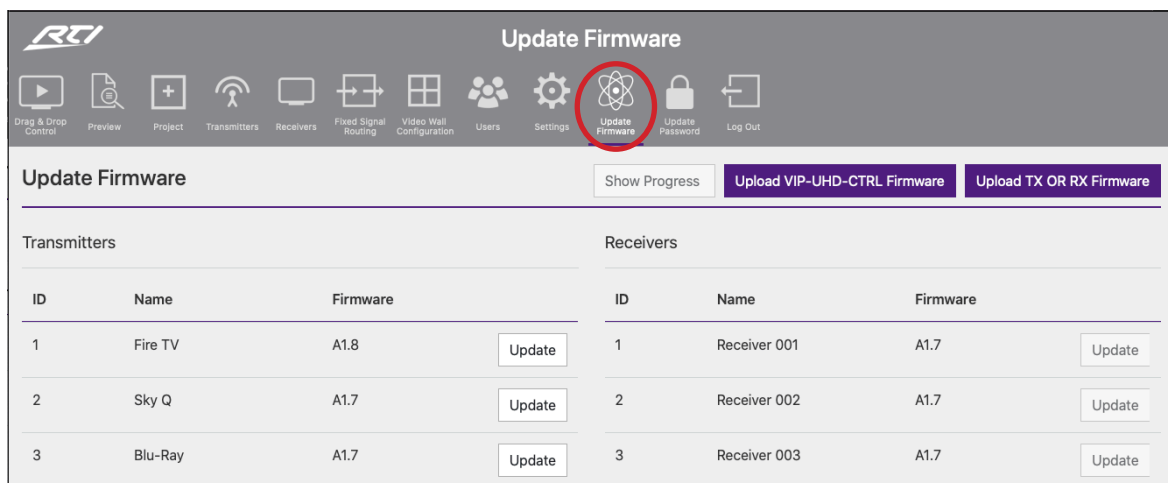 RTI
Update Firmware
Drag & Drop
Control
Preview
Project
Transmitters
Receivers
Fixed Signal
Routing
Video Wall
Configuration
Users
Settings
Update
Firmware
Update
Password
Log Out
Update Firmware
Show Progress
Upload VIP-UHD-CTRL Firmware
Upload TX OR RX Firmware
Transmitters
ID Name Firmware
1 Fire TV A1.8 Update
2 Sky Q A1.7 Update
3 Blu-Ray A1.7 Update
Receivers
ID Name Firmware
1 Receiver 001 A1.7 Update
2 Receiver 002 A1.7 Update
3 Receiver 003 A1.7 Update